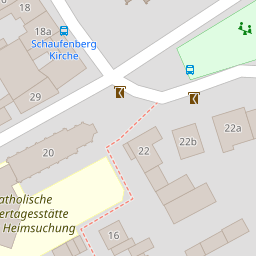 18
18a
Schaufenberg
Kirche
29
22a
22b
22
20
atholische
ertagesstätte
Heimsuchung
16